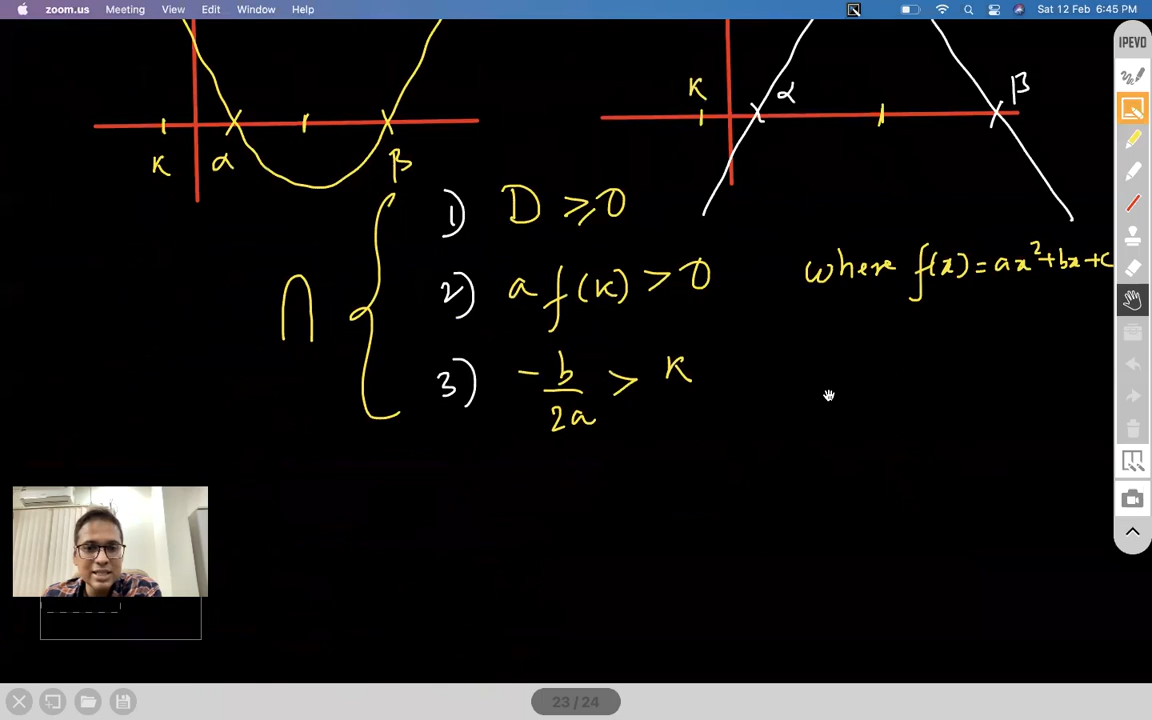 zoom.us Meeting View Edit Window Help Sat 12 Feb 6:45 PM
IPEVO
K α β
K α β
1) D ≥ 0
2) a f(K) > 0
where f(x) = ax²+bx+c
∩
3) -b/2a > K
23 / 24